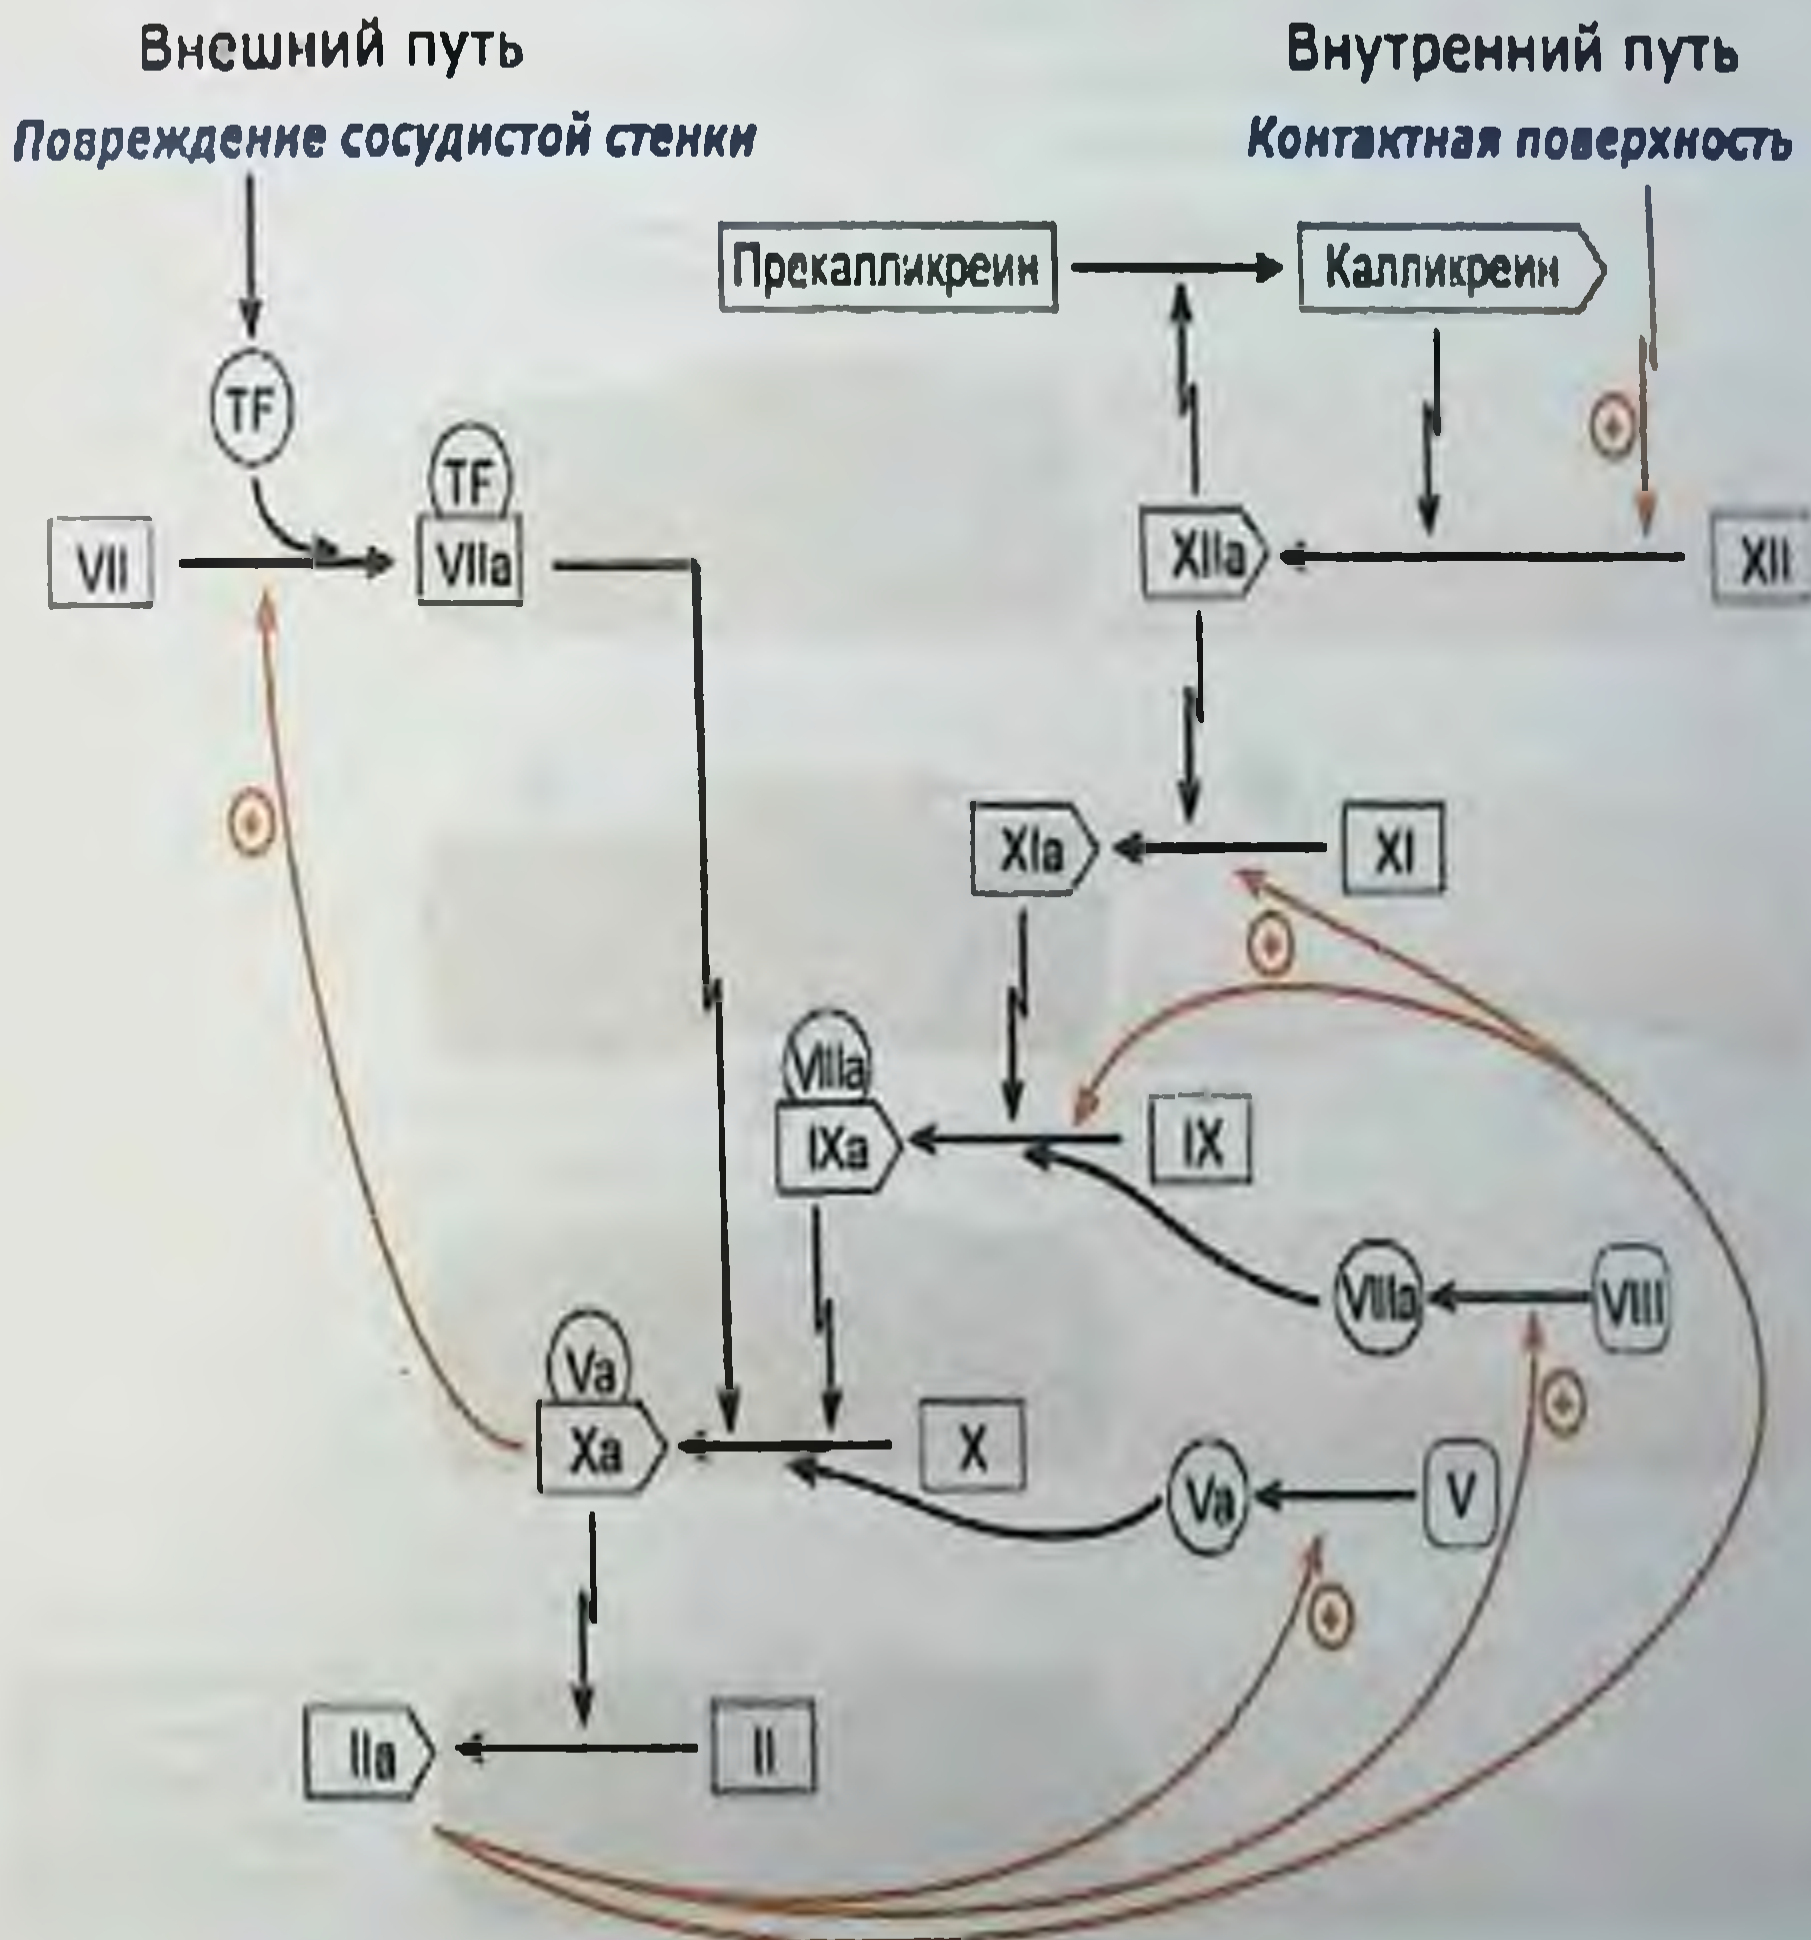 Внешний путь
Внутренний путь
Повреждение сосудистой стенки
Контактная поверхность
Прекалликреин
Калликреин
TF
+
TF
VII
VIIa
XIIa
XII
+
XIa
XI
+
VIIIa
IXa
IX
VIIIa
VIII
Va
+
Xa
X
Va
V
+
IIa
II